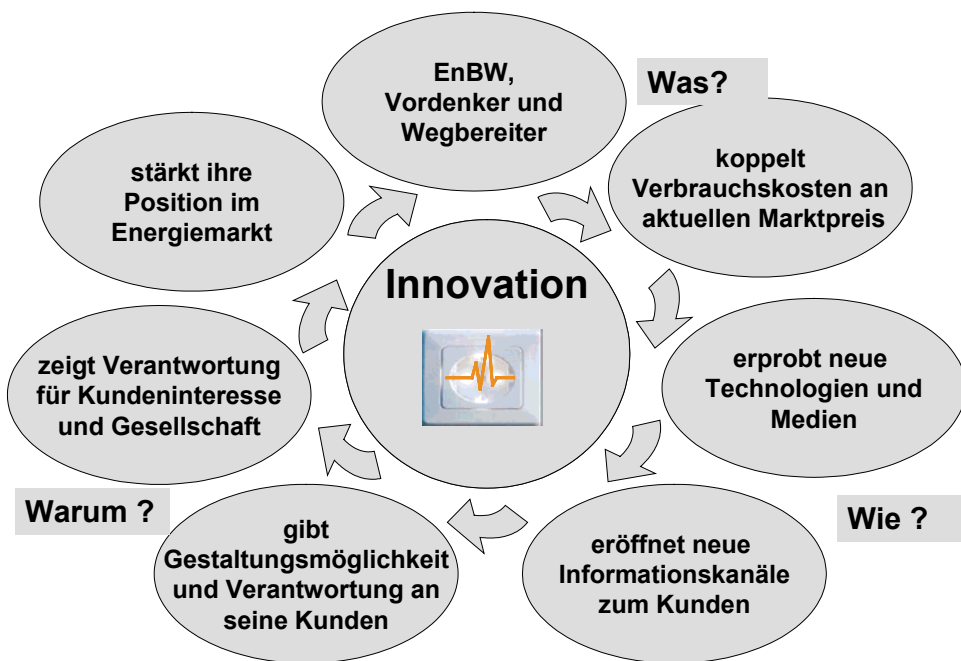 EnBW,
Vordenker und
Wegbereiter
Was?
koppelt
Verbrauchskosten an
aktuellen Marktpreis
erprobt neue
Technologien und
Medien
Wie ?
eröffnet neue
Informationskanäle
zum Kunden
gibt
Gestaltungsmöglichkeit
und Verantwortung an
seine Kunden
Warum ?
zeigt Verantwortung
für Kundeninteresse
und Gesellschaft
stärkt ihre
Position im
Energiemarkt
Innovation